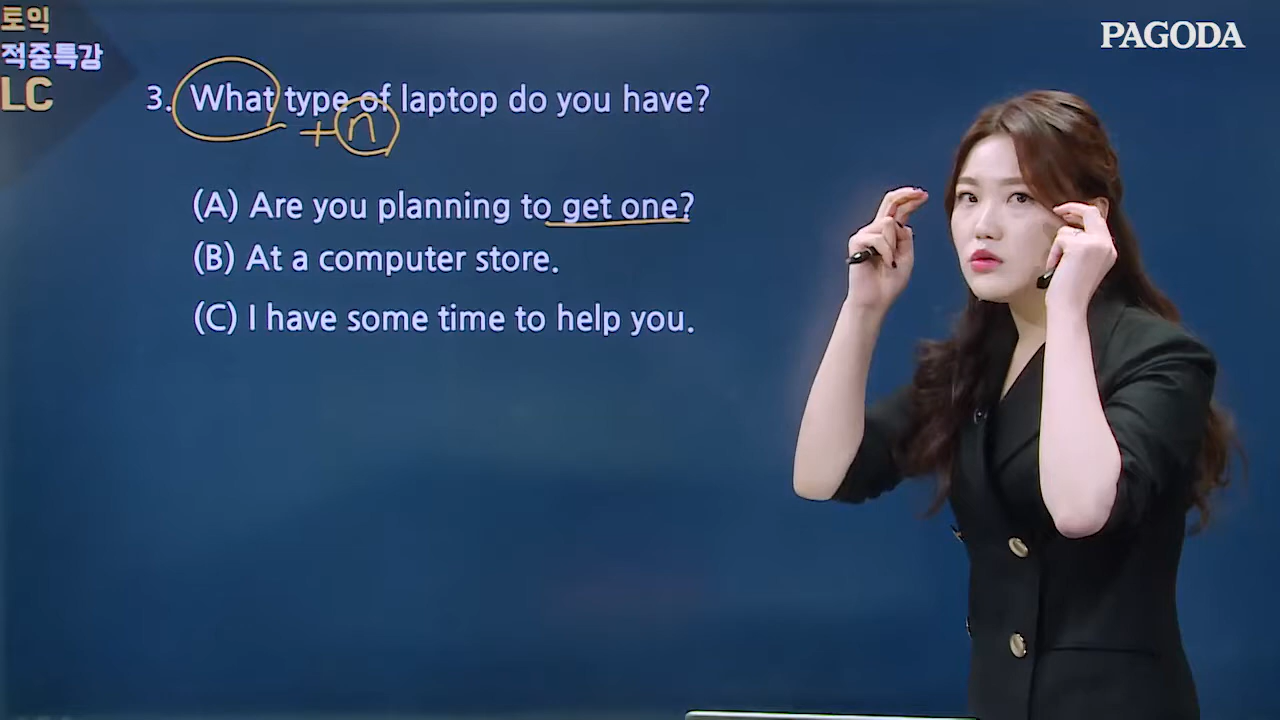 토익
적중특강
LC
PAGODA
3. What type of laptop do you have?
+n
(A) Are you planning to get one?
(B) At a computer store.
(C) I have some time to help you.